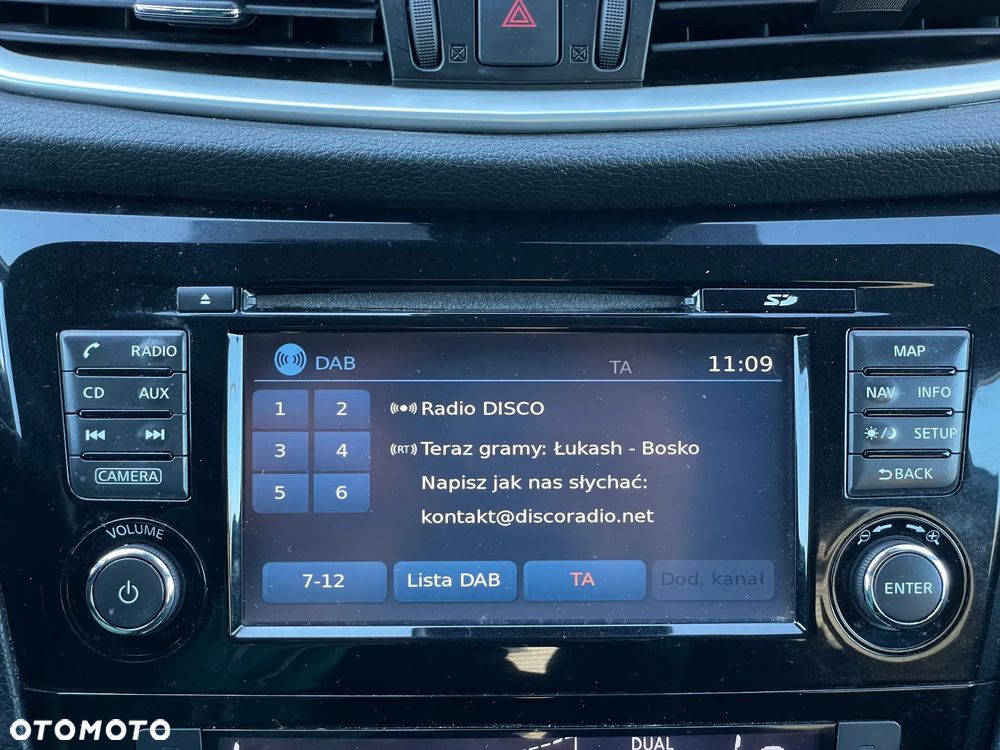 SD
RADIO
CD AUX
CAMERA
VOLUME
DAB TA 11:09
1 2
3 4
5 6
Radio DISCO
(RT) Teraz gramy: Łukash - Bosko
Napisz jak nas słychać:
kontakt@discoradio.net
7-12 Lista DAB TA Dod. kanał
MAP
NAV INFO
SETUP
BACK
ENTER
DUAL
OTOMOTO